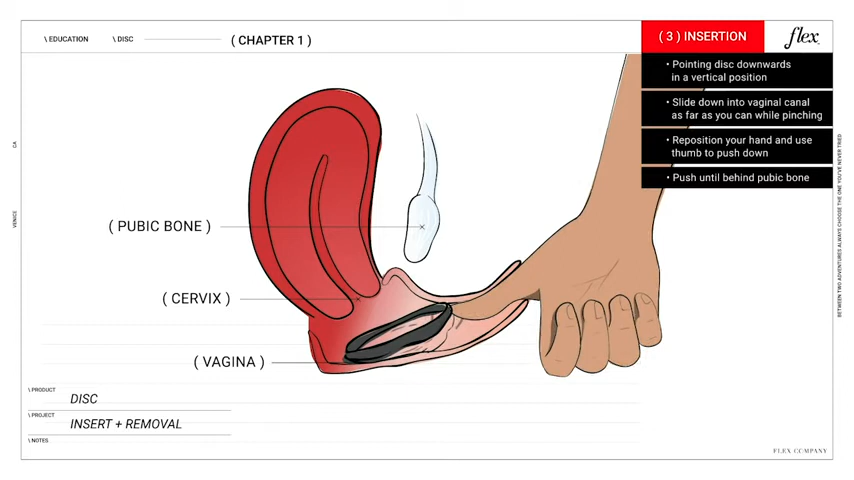 \ EDUCATION
\ DISC
( CHAPTER 1 )
( 3 ) INSERTION
flex.
• Pointing disc downwards
in a vertical position
• Slide down into vaginal canal
as far as you can while pinching
• Reposition your hand and use
thumb to push down
• Push until behind pubic bone
CA
VENICE
BETWEEN TWO ADVENTURES ALWAYS CHOOSE THE ONE YOU'VE NEVER TRIED
( PUBIC BONE )
( CERVIX )
( VAGINA )
\ PRODUCT
DISC
\ PROJECT
INSERT + REMOVAL
\ NOTES
FLEX COMPANY